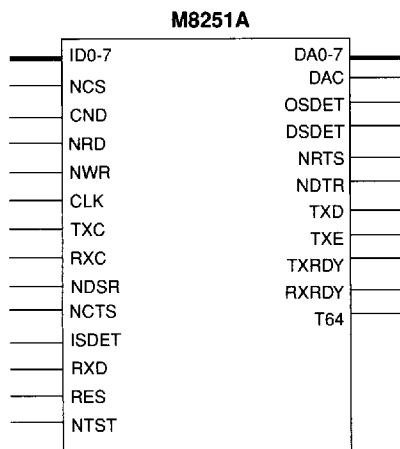 M8251A
ID0-7
NCS
CND
NRD
NWR
CLK
TXC
RXC
NDSR
NCTS
ISDET
RXD
RES
NTST
DA0-7
DAC
OSDET
DSDET
NRTS
NDTR
TXD
TXE
TXRDY
RXRDY
T64